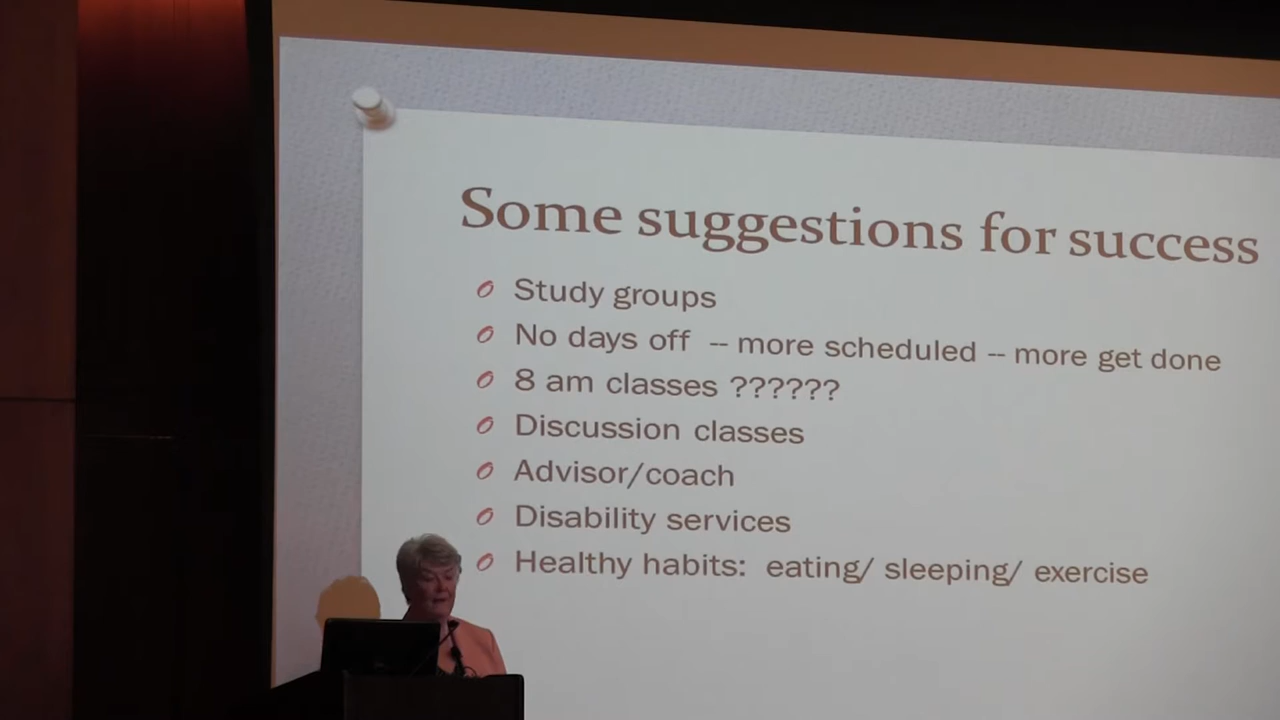 Some suggestions for success
Study groups
No days off -- more scheduled -- more get done
8 am classes ??????
Discussion classes
Advisor/coach
Disability services
Healthy habits: eating/ sleeping/ exercise